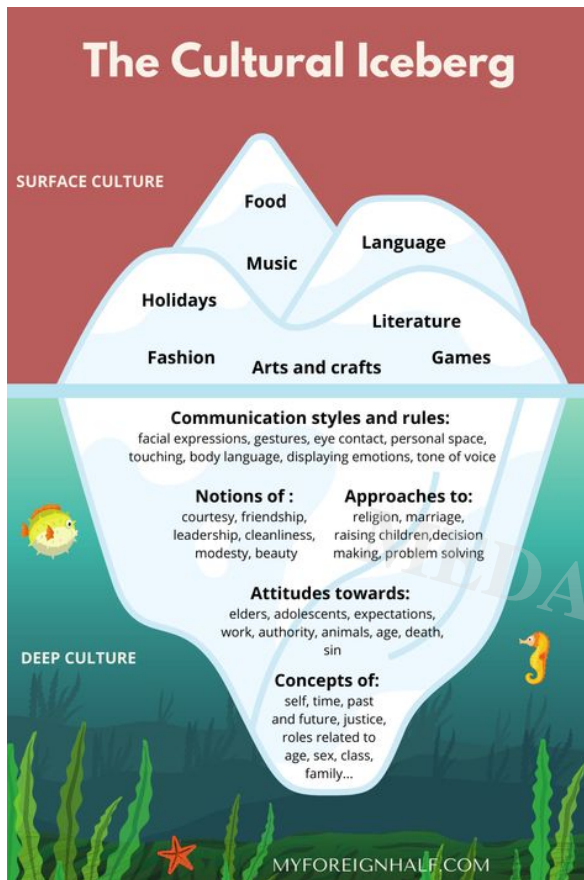 The Cultural Iceberg
SURFACE CULTURE
Food
Music
Language
Holidays
Literature
Fashion
Arts and crafts
Games
Communication styles and rules:
facial expressions, gestures, eye contact, personal space,
touching, body language, displaying emotions, tone of voice
Notions of :
courtesy, friendship,
leadership, cleanliness,
modesty, beauty
Approaches to:
religion, marriage,
raising children,decision
making, problem solving
Attitudes towards:
elders, adolescents, expectations,
work, authority, animals, age, death,
sin
DEEP CULTURE
Concepts of:
self, time, past
and future, justice,
roles related to
age, sex, class,
family...
MYFOREIGNHALF.COM